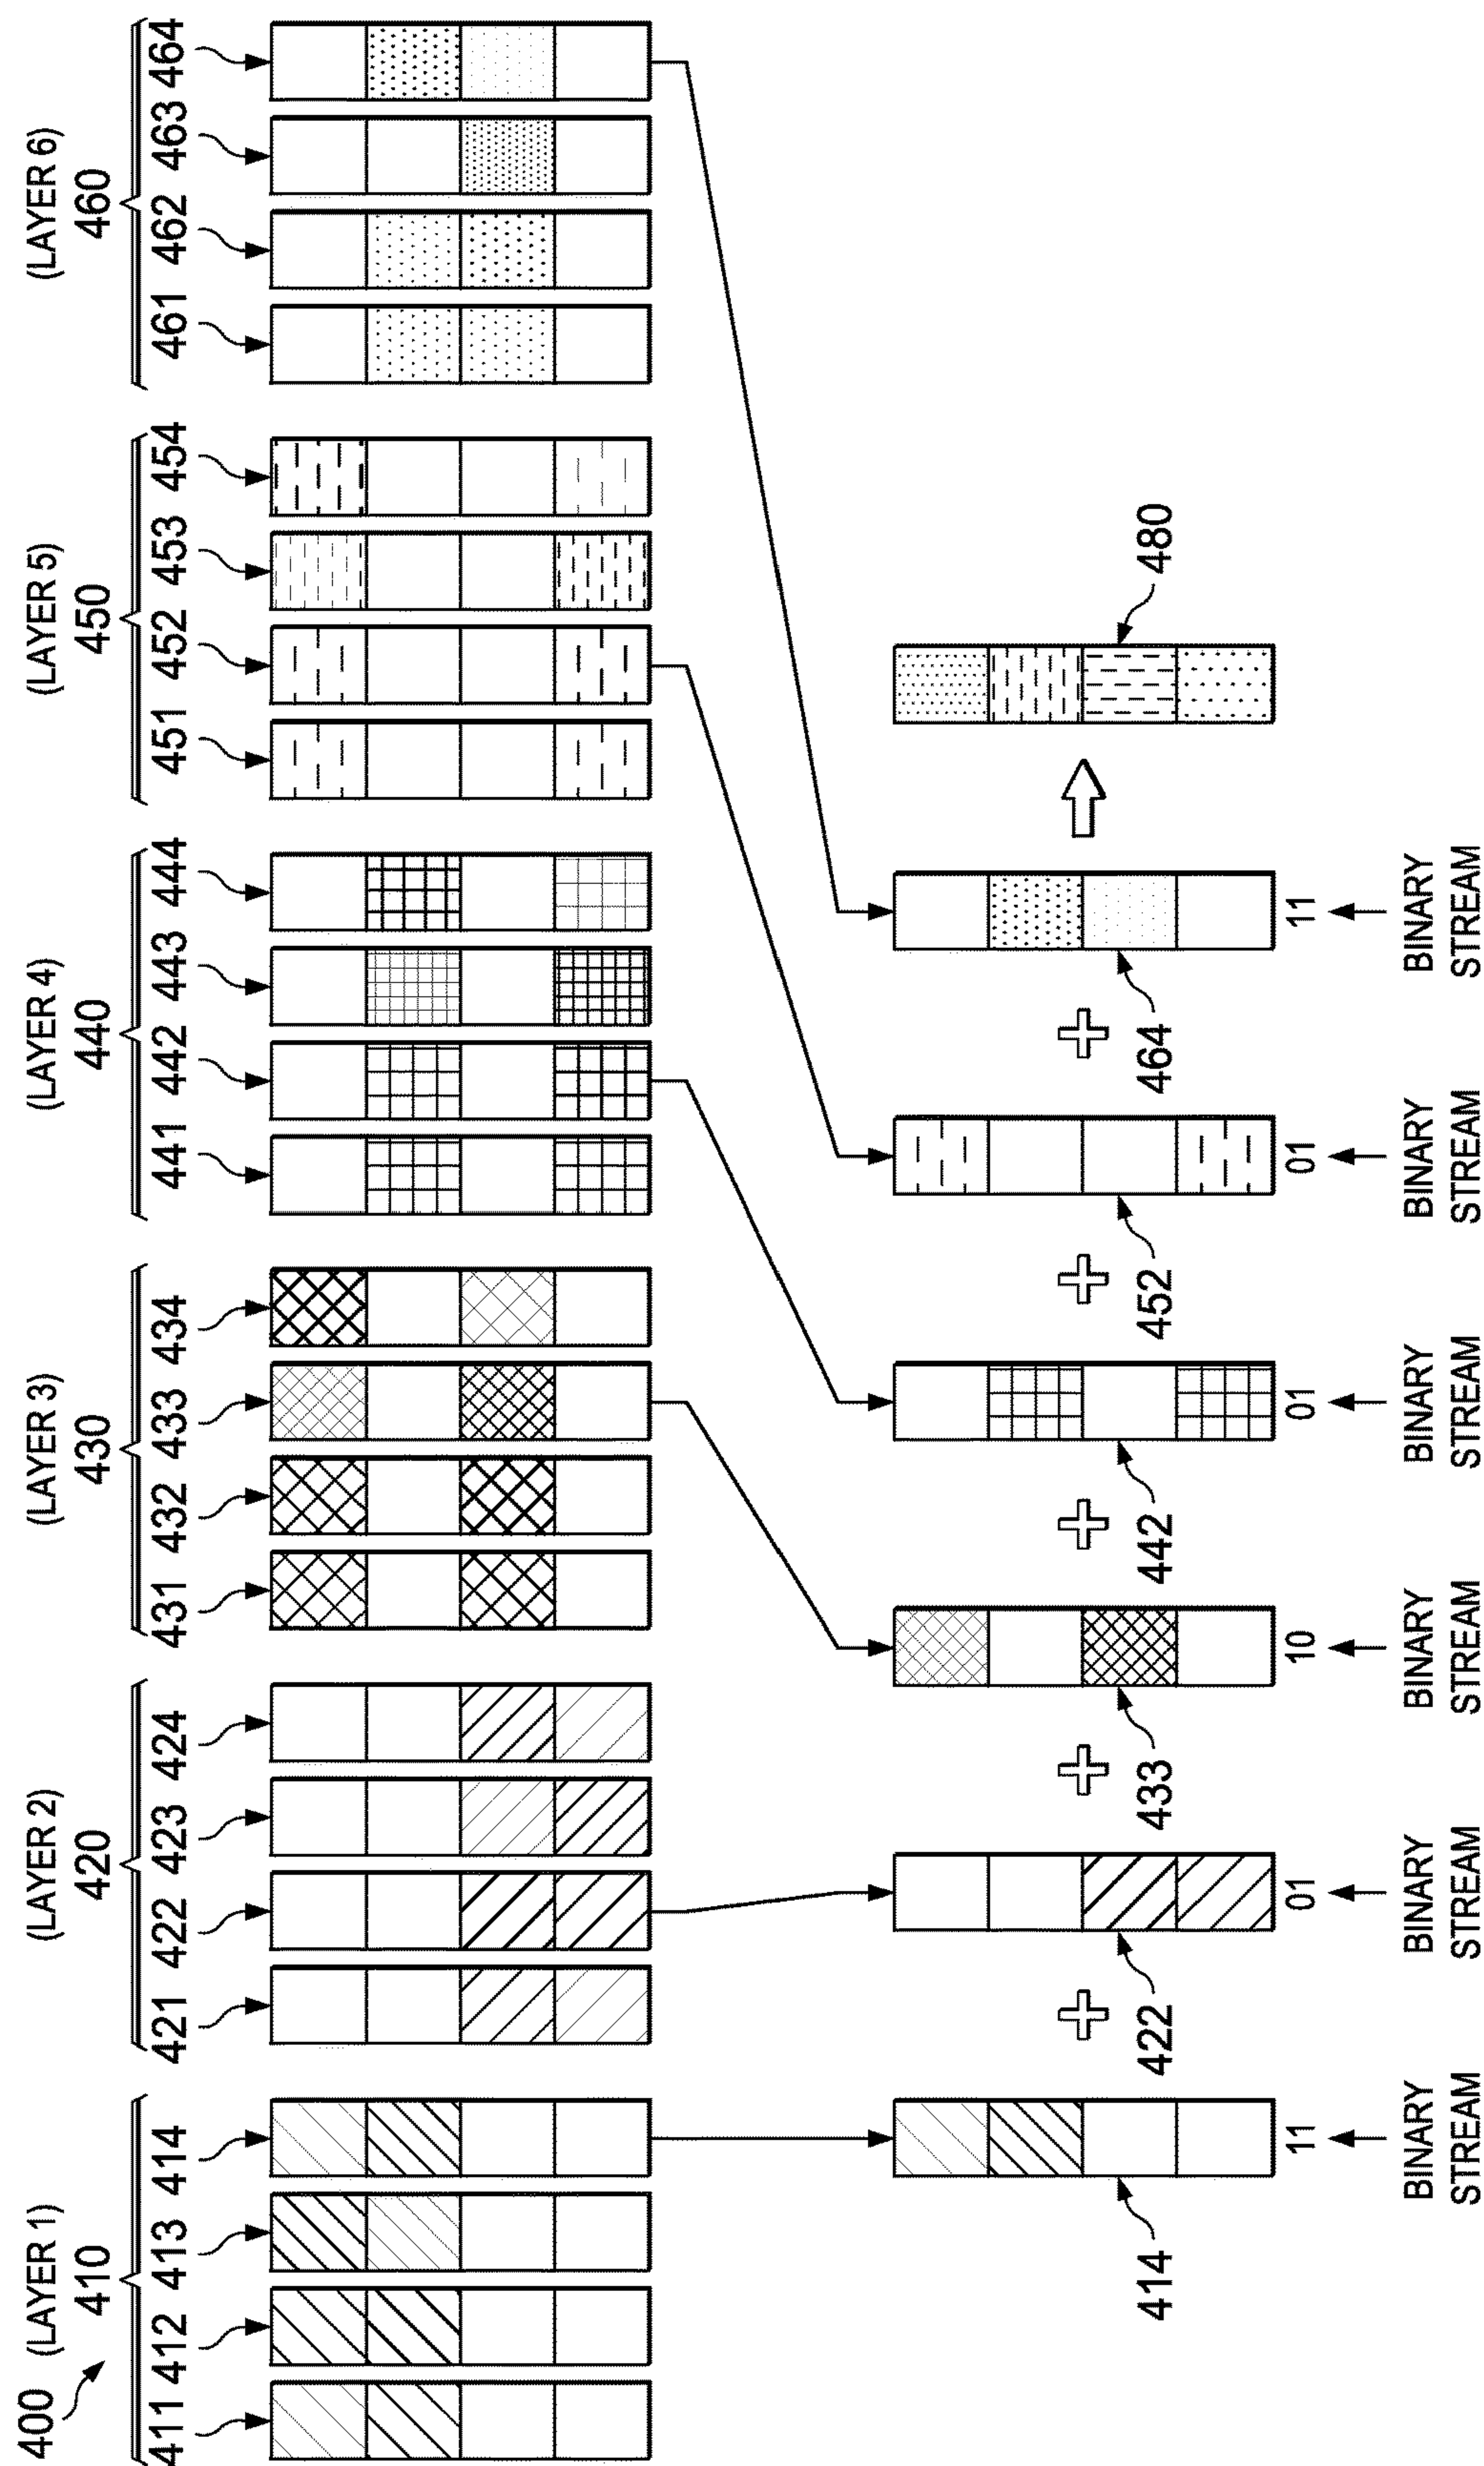 400
(LAYER 1) (LAYER 2) (LAYER 3) (LAYER 4) (LAYER 5) (LAYER 6)
410 420 430 440 450 460
411 412 413 414 421 422 423 424 431 432 433 434 441 442 443 444 451 452 453 454 461 462 463 464
414 422 433 442 452 464 480
11 01 10 01 01 11
BINARY BINARY BINARY BINARY BINARY BINARY
STREAM STREAM STREAM STREAM STREAM STREAM